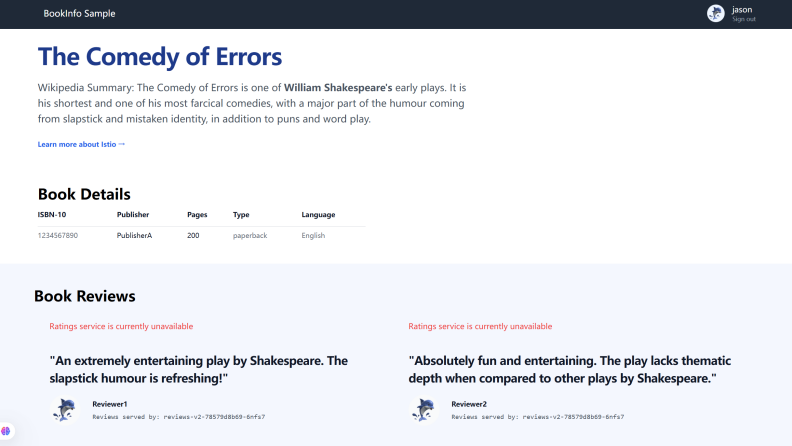 BookInfo Sample
jason
Sign out
The Comedy of Errors
Wikipedia Summary: The Comedy of Errors is one of William Shakespeare's early plays. It is
his shortest and one of his most farcical comedies, with a major part of the humour coming
from slapstick and mistaken identity, in addition to puns and word play.
Learn more about Istio →
Book Details
ISBN-10 Publisher Pages Type Language
1234567890 PublisherA 200 paperback English
Book Reviews
Ratings service is currently unavailable
"An extremely entertaining play by Shakespeare. The
slapstick humour is refreshing!"
Reviewer1
Reviews served by: reviews-v2-78579d8b69-6nfs7
Ratings service is currently unavailable
"Absolutely fun and entertaining. The play lacks thematic
depth when compared to other plays by Shakespeare."
Reviewer2
Reviews served by: reviews-v2-78579d8b69-6nfs7